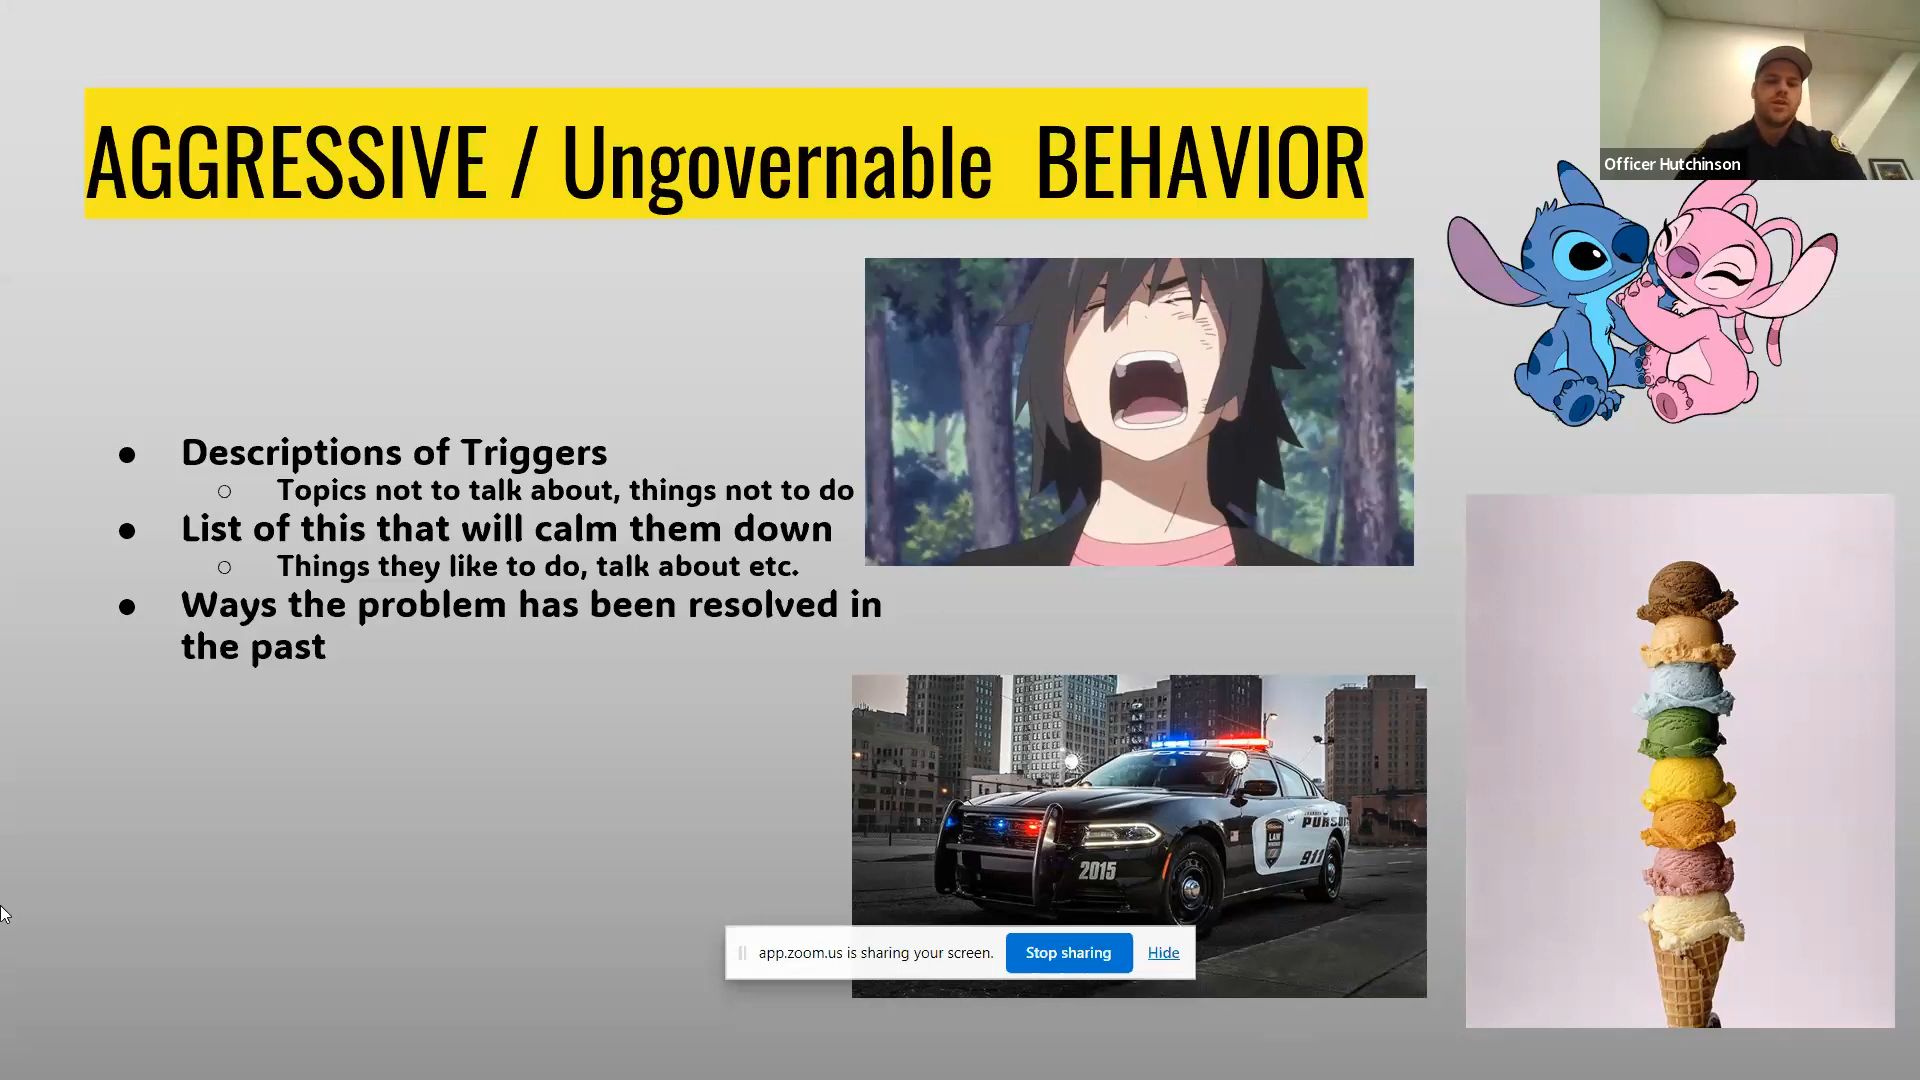 AGGRESSIVE / Ungovernable BEHAVIOR
Officer Hutchinson
● Descriptions of Triggers
○ Topics not to talk about, things not to do
● List of this that will calm them down
○ Things they like to do, talk about etc.
● Ways the problem has been resolved in
the past
PURSUIT
LAW
911
2015
app.zoom.us is sharing your screen.
Stop sharing
Hide